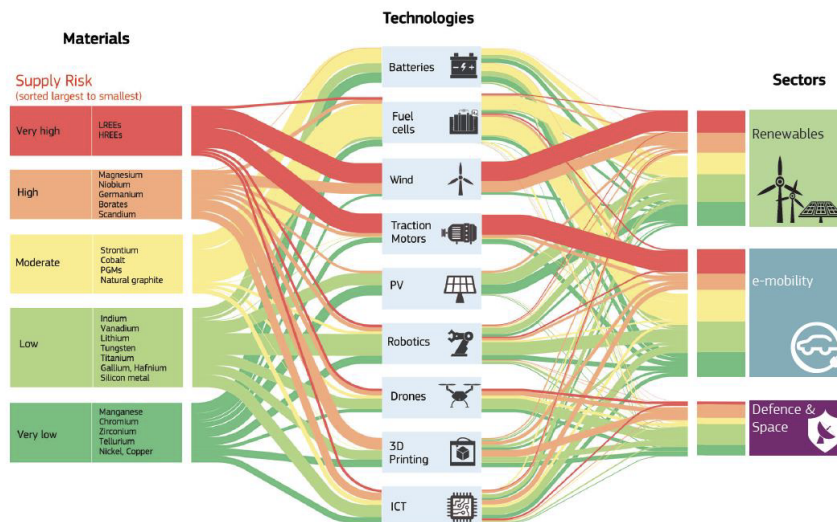 Technologies
Materials
Sectors
Supply Risk
(sorted largest to smallest)
Very high
LREEs
HREEs
High
Magnesium
Niobium
Germanium
Borates
Scandium
Moderate
Strontium
Cobalt
PGMs
Natural graphite
Low
Indium
Vanadium
Lithium
Tungsten
Titanium
Gallium, Hafnium
Silicon metal
Very low
Manganese
Chromium
Zirconium
Tellurium
Nickel, Copper
Batteries
Fuel
cells
Wind
Traction
Motors
PV
Robotics
Drones
3D
Printing
ICT
Renewables
e-mobility
Defence &
Space